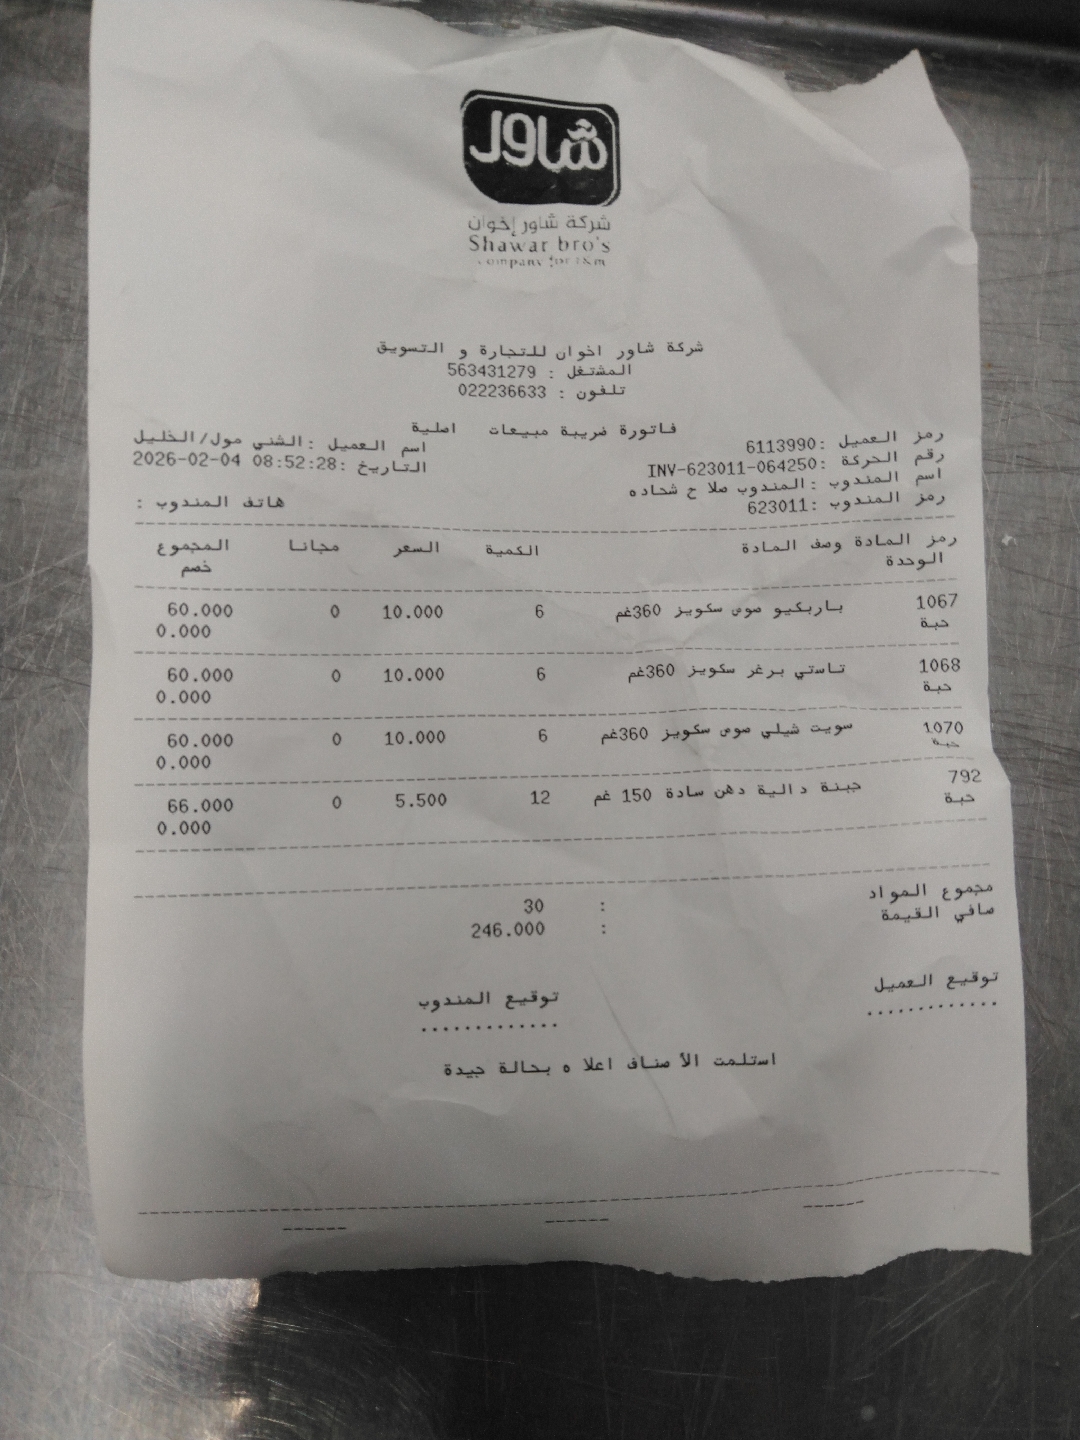 شاور
شركة شاور إخوان
Shawar bro's
company for t&m
شركة شاور اخوان للتجارة و التسويق
المشتغل : 563431279
تلفون : 022236633
فاتورة ضريبة مبيعات اصلية
رمز العميل :6113990 اسم العميل :الشني مول/الخليل
رقم الحركة :INV-623011-064250 التاريخ :2026-02-04 08:52:28
اسم المندوب :المندوب صلا ح شحاده
رمز المندوب :623011 هاتف المندوب :
رمز المادة وصف المادة الكمية السعر مجانا المجموع
الوحدة خصم
1067 باربكيو صوص سكويز 360غم 6 10.000 0 60.000
حبة 0.000
1068 تاستي برغر سكويز 360غم 6 10.000 0 60.000
حبة 0.000
1070 سويت شيلي صوص سكويز 360غم 6 10.000 0 60.000
حبة 0.000
792 جبنة دالية دهن سادة 150 غم 12 5.500 0 66.000
حبة 0.000
مجموع المواد : 30
صافي القيمة : 246.000
توقيع العميل توقيع المندوب
............. .............
استلمت الأ صناف اعلا ه بحالة جيدة